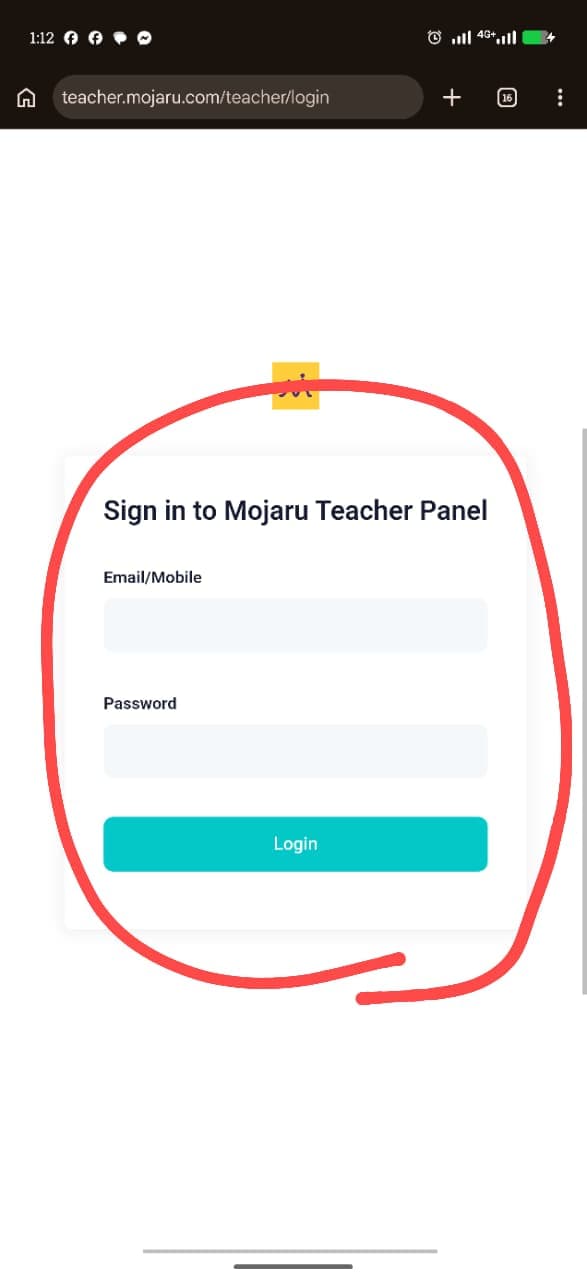 1:12 4G+
teacher.mojaru.com/teacher/login 16
Sign in to Mojaru Teacher Panel
Email/Mobile
Password
Login